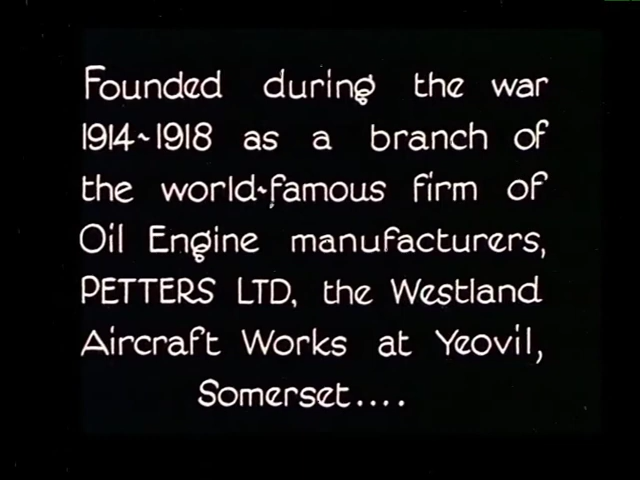 Founded during the war
1914~1918 as a branch of
the world-famous firm of
Oil Engine manufacturers,
PETTERS LTD, the Westland
Aircraft Works at Yeovil,
Somerset....